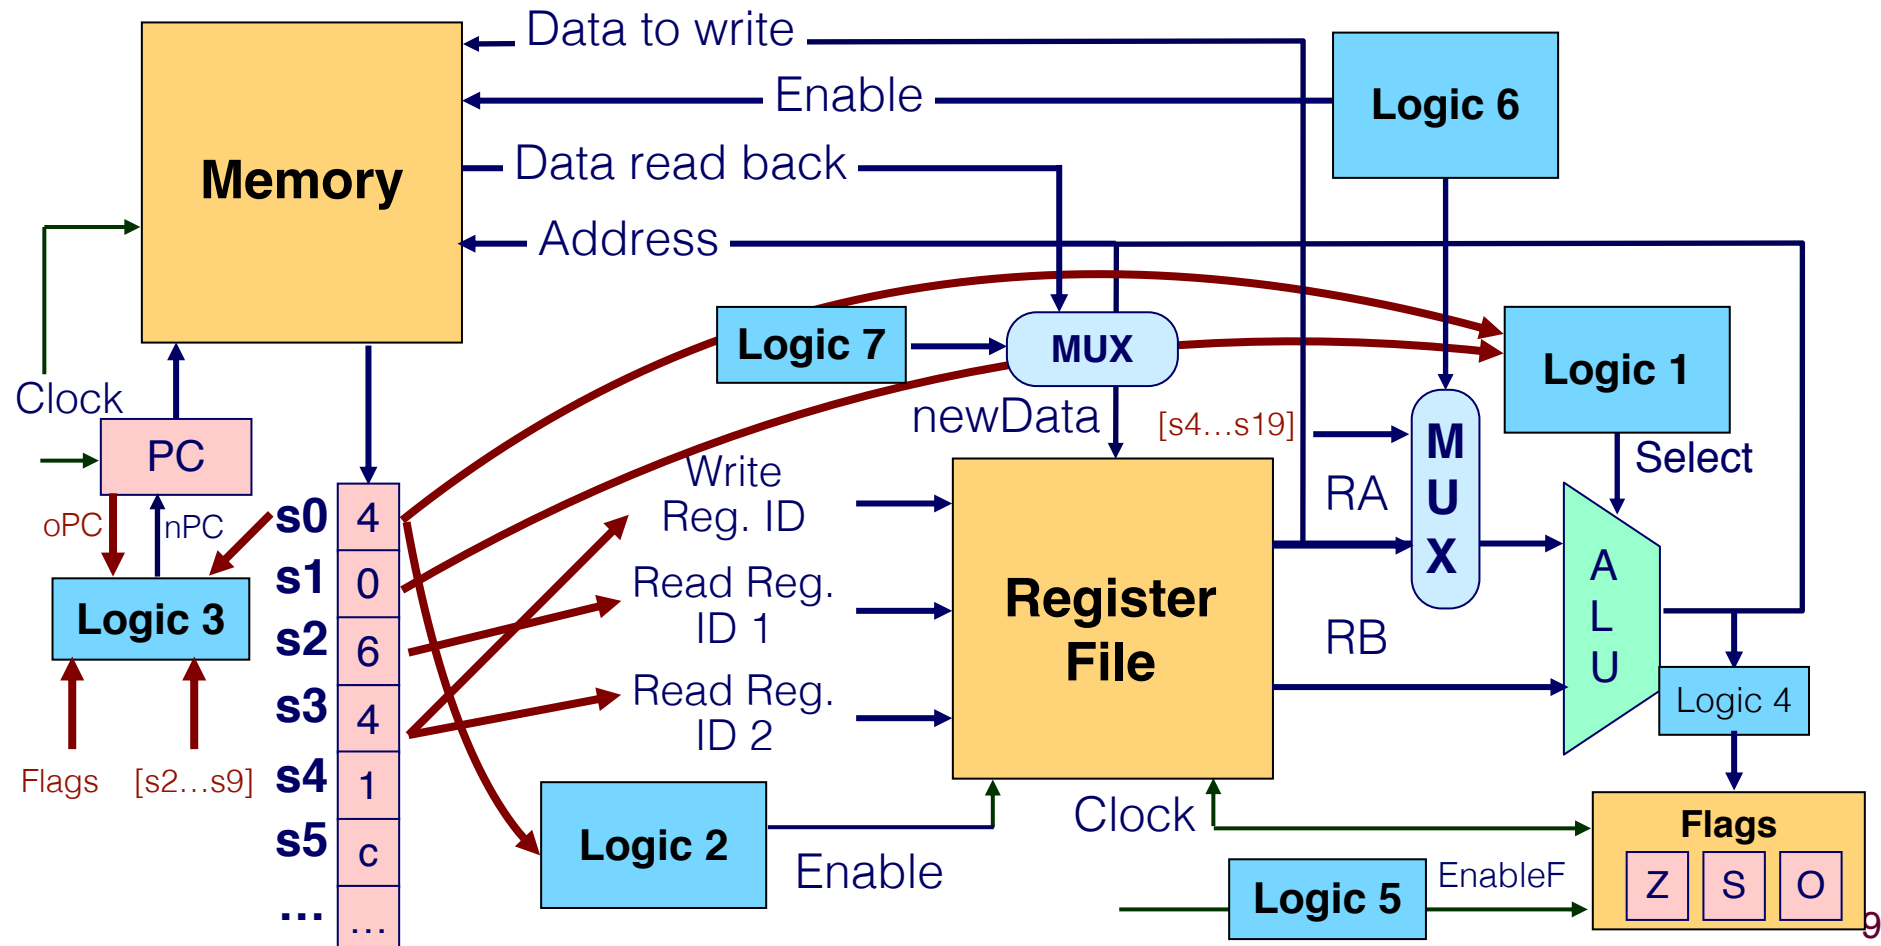 Data to write
Enable
Logic 6
Data read back
Memory
Address
Logic 7
MUX
Logic 1
Clock
newData
[s4...s19]
M
U
X
Select
PC
Write
Reg. ID
RA
oPC
nPC
s0
4
s1
0
Read Reg.
ID 1
Register
File
A
L
U
Logic 3
s2
6
RB
Read Reg.
ID 2
s3
4
Logic 4
Flags
[s2...s9]
s4
1
Clock
Flags
s5
c
Logic 2
Enable
EnableF
Logic 5
Z
S
O
...
...
9